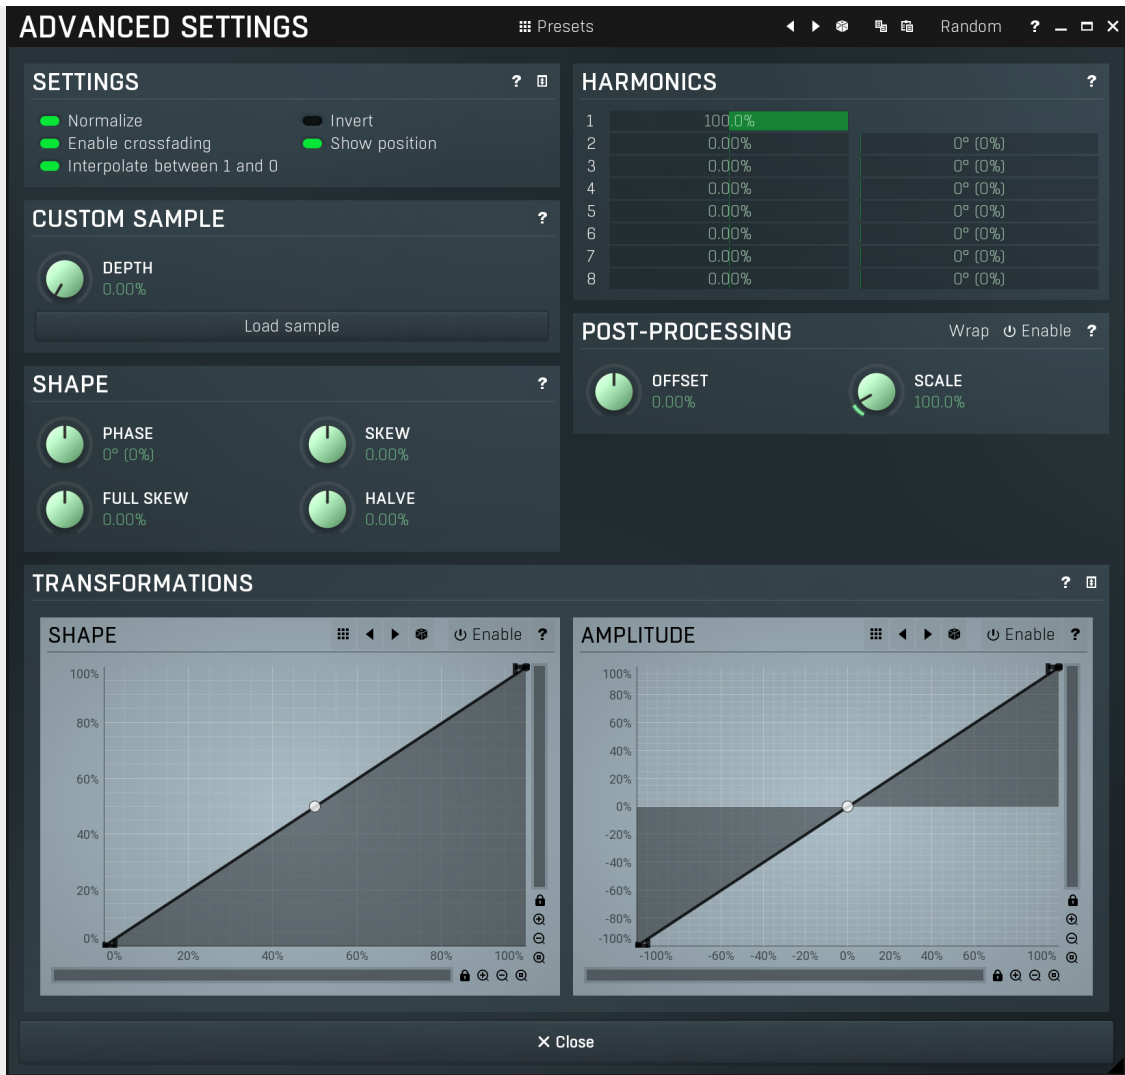 ADVANCED SETTINGS Presets Random ?
SETTINGS ?
Normalize Invert
Enable crossfading Show position
Interpolate between 1 and 0
CUSTOM SAMPLE ?
DEPTH
0.00%
Load sample
SHAPE ?
PHASE SKEW
0° (0%) 0.00%
FULL SKEW HALVE
0.00% 0.00%
HARMONICS ?
1 100.0%
2 0.00% 0° (0%)
3 0.00% 0° (0%)
4 0.00% 0° (0%)
5 0.00% 0° (0%)
6 0.00% 0° (0%)
7 0.00% 0° (0%)
8 0.00% 0° (0%)
POST-PROCESSING Wrap Enable ?
OFFSET SCALE
0.00% 100.0%
TRANSFORMATIONS ?
SHAPE Enable ?
100%
80%
60%
40%
20%
0%
0% 20% 40% 60% 80% 100%
AMPLITUDE Enable ?
100%
80%
60%
40%
20%
0%
-20%
-40%
-60%
-80%
-100%
-100% -60% -40% -20% 0% 20% 40% 60% 100%
Close